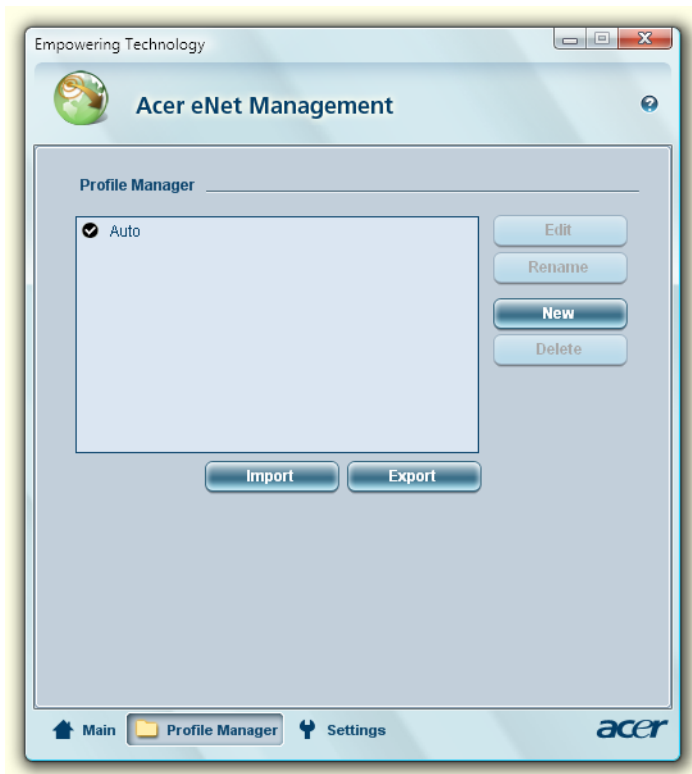 Empowering Technology
Acer eNet Management
Profile Manager
Auto
Edit
Rename
New
Delete
Import Export
Main Profile Manager Settings acer